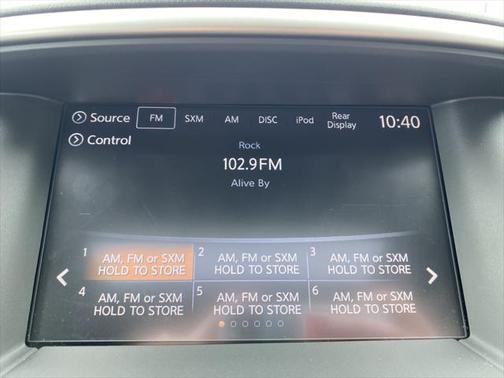 Source FM SXM AM DISC iPod Rear Display 10:40
Control
Rock
102.9 FM
Alive By
1 AM, FM or SXM HOLD TO STORE 2 AM, FM or SXM HOLD TO STORE 3 AM, FM or SXM HOLD TO STORE
4 AM, FM or SXM HOLD TO STORE 5 AM, FM or SXM HOLD TO STORE 6 AM, FM or SXM HOLD TO STORE